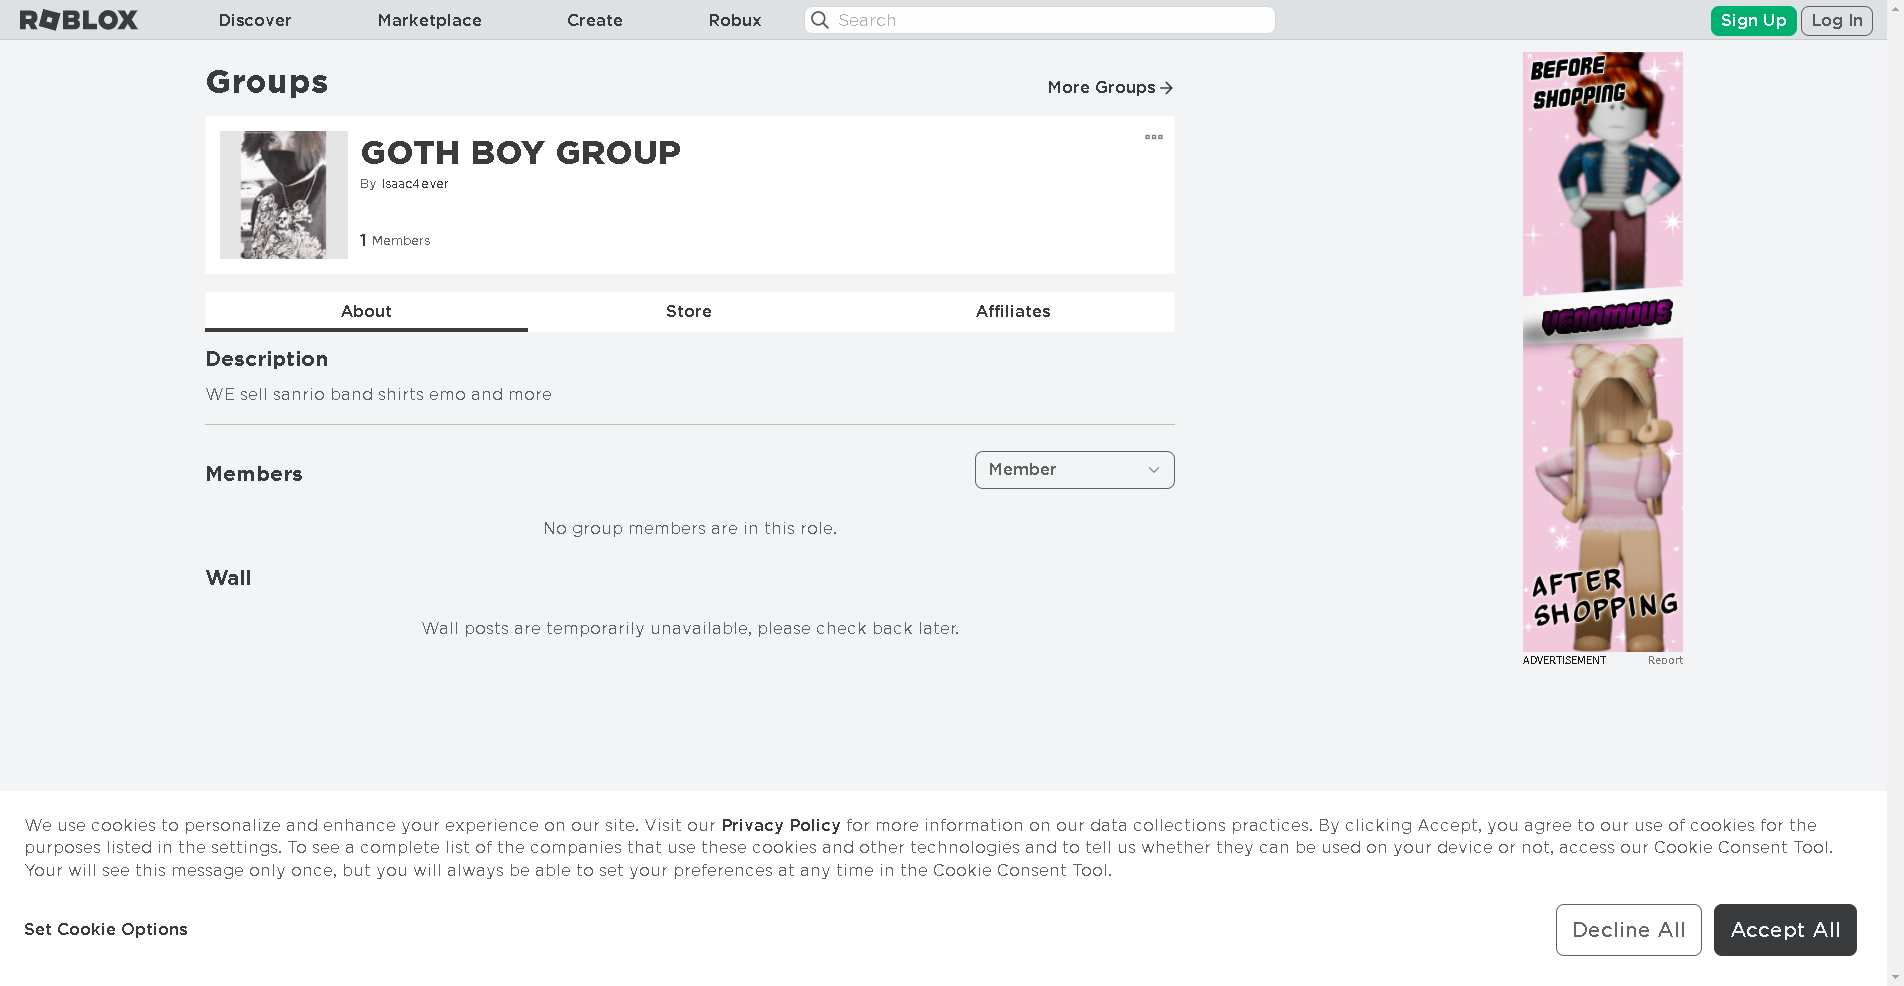 ROBLOX
Discover
Marketplace
Create
Robux
Search
Sign Up
Log In
Groups
More Groups
GOTH BOY GROUP
By Isaac4ever
1 Members
About
Store
Affiliates
Description
WE sell sanrio band shirts emo and more
Members
Member
No group members are in this role.
Wall
Wall posts are temporarily unavailable, please check back later.
BEFORE
SHOPPING
VENOMOUS
AFTER
SHOPPING
ADVERTISEMENT
Report
We use cookies to personalize and enhance your experience on our site. Visit our Privacy Policy for more information on our data collections practices. By clicking Accept, you agree to our use of cookies for the
purposes listed in the settings. To see a complete list of the companies that use these cookies and other technologies and to tell us whether they can be used on your device or not, access our Cookie Consent Tool.
Your will see this message only once, but you will always be able to set your preferences at any time in the Cookie Consent Tool.
Set Cookie Options
Decline All
Accept All